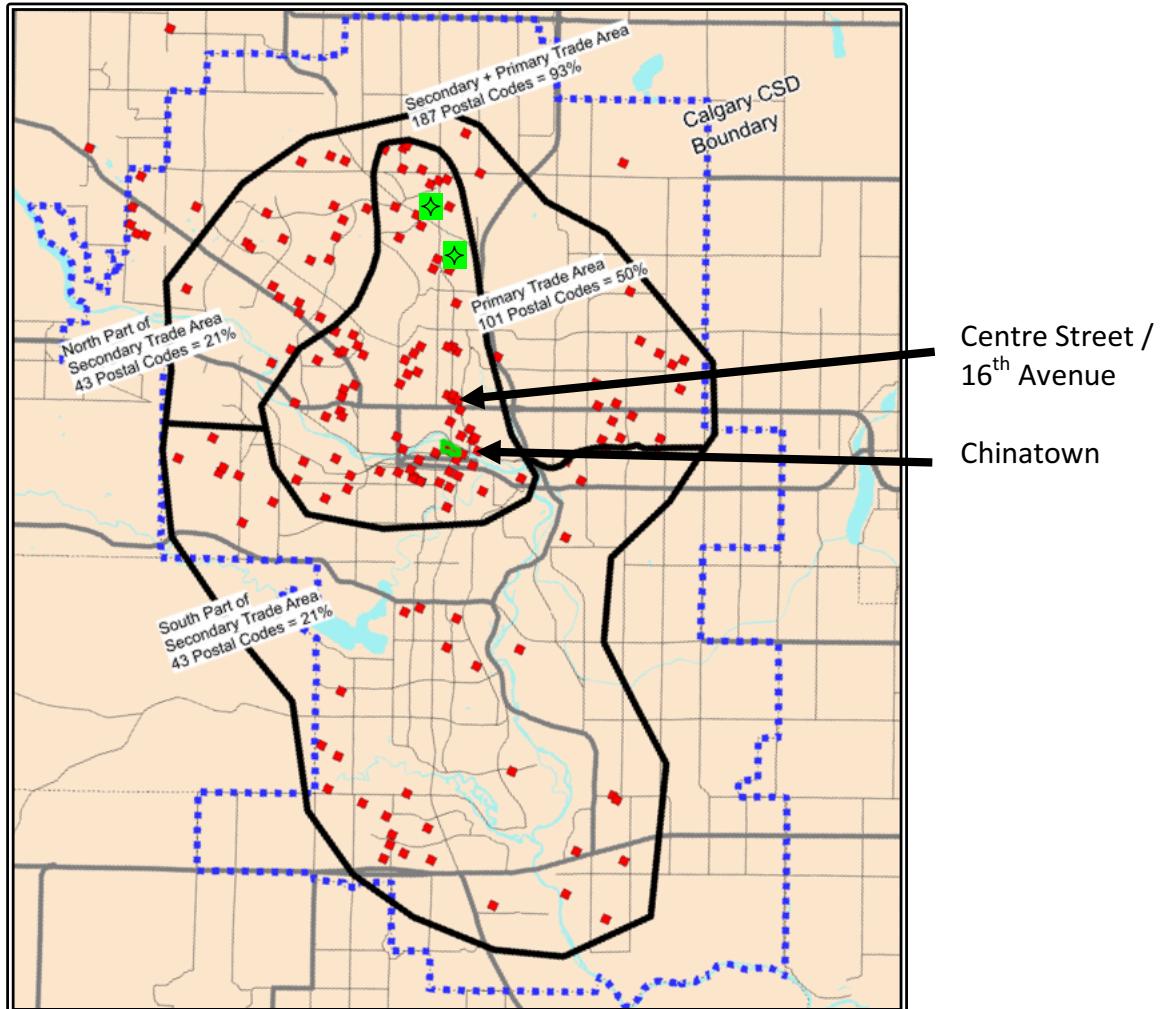 Secondary + Primary Trade Area
187 Postal Codes = 93%
Calgary CSD
Boundary
Primary Trade Area
101 Postal Codes = 50%
North Part of
Secondary Trade Area
43 Postal Codes = 21%
Centre Street /
16th Avenue
Chinatown
South Part of
Secondary Trade Area
43 Postal Codes = 21%